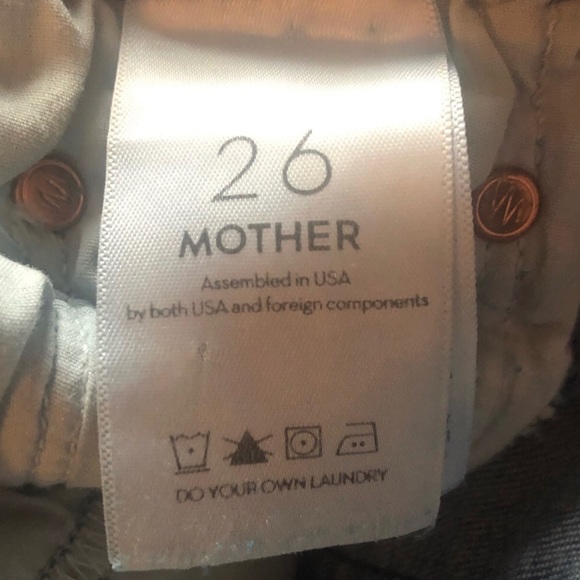 26
MOTHER
Assembled in USA
by both USA and foreign components
DO YOUR OWN LAUNDRY